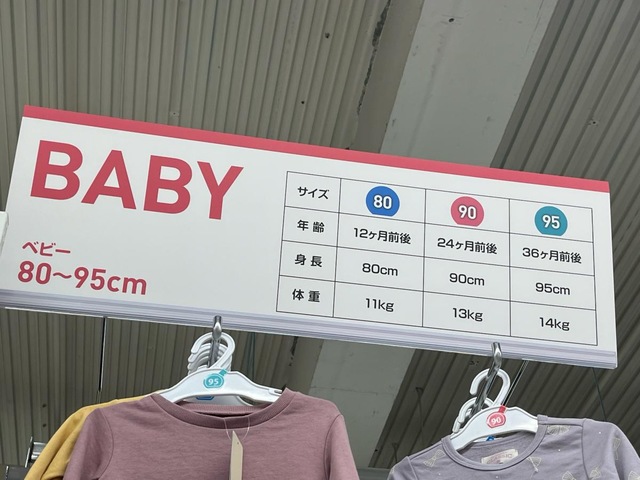 BABY
ベビー
80〜95cm
サイズ 80 90 95
年齢 12ヶ月前後 24ヶ月前後 36ヶ月前後
身長 80cm 90cm 95cm
体重 11kg 13kg 14kg
95
90